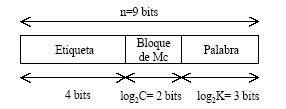 n=9 bits
Etiqueta
Bloque
de Mc
Palabra
4 bits
log₂C= 2 bits
log₂K= 3 bits